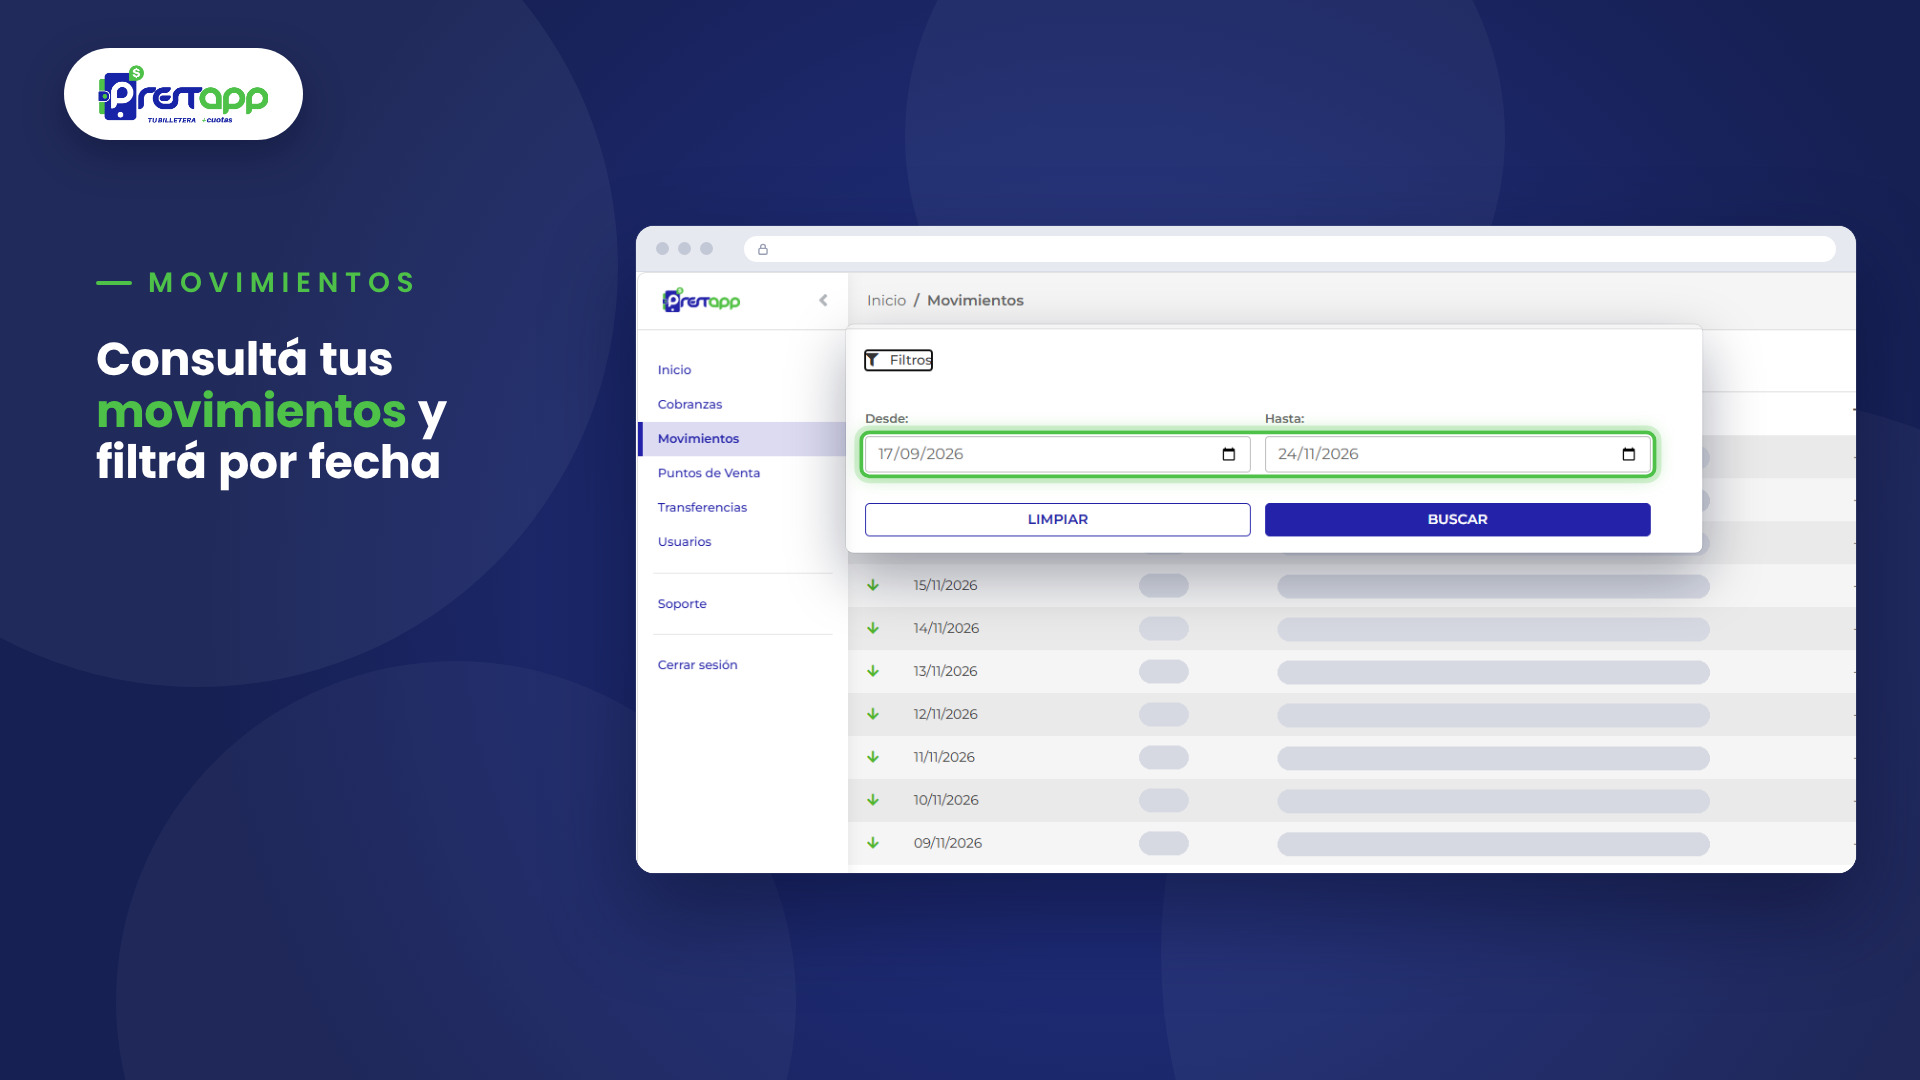 Prestapp
TU BILLETERA +cuotas
MOVIMIENTOS
Consultá tus
movimientos y
filtrá por fecha
Prestapp
Inicio / Movimientos
Inicio
Cobranzas
Movimientos
Puntos de Venta
Transferencias
Usuarios
Soporte
Cerrar sesión
Filtros
Desde:
Hasta:
17/09/2026
24/11/2026
LIMPIAR
BUSCAR
15/11/2026
14/11/2026
13/11/2026
12/11/2026
11/11/2026
10/11/2026
09/11/2026